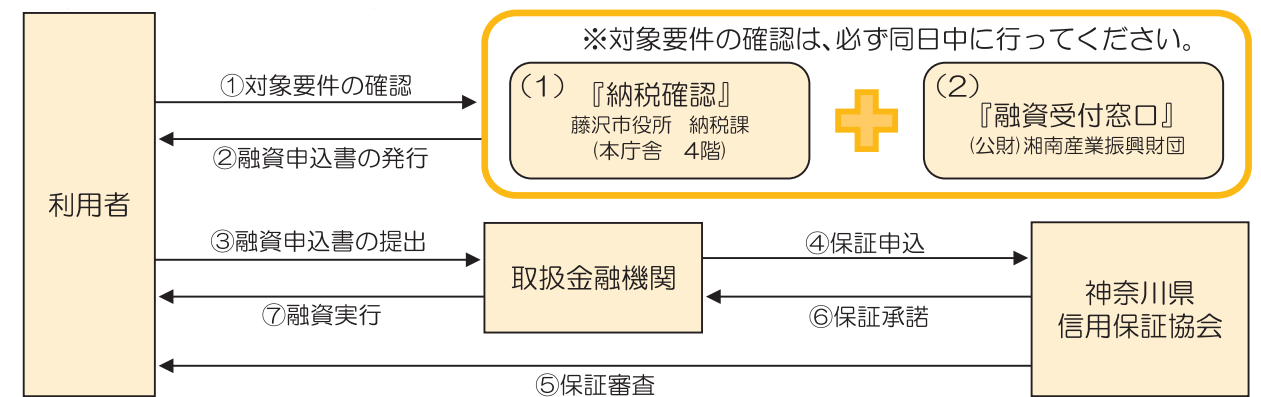 ※対象要件の確認は、必ず同日中に行ってください。
①対象要件の確認
②融資申込書の発行
(1)
『納税確認』
藤沢市役所 納税課
(本庁舎 4階)
(2)
『融資受付窓口』
(公財)湘南産業振興財団
利用者
③融資申込書の提出
⑦融資実行
取扱金融機関
④保証申込
⑥保証承諾
神奈川県
信用保証協会
⑤保証審査